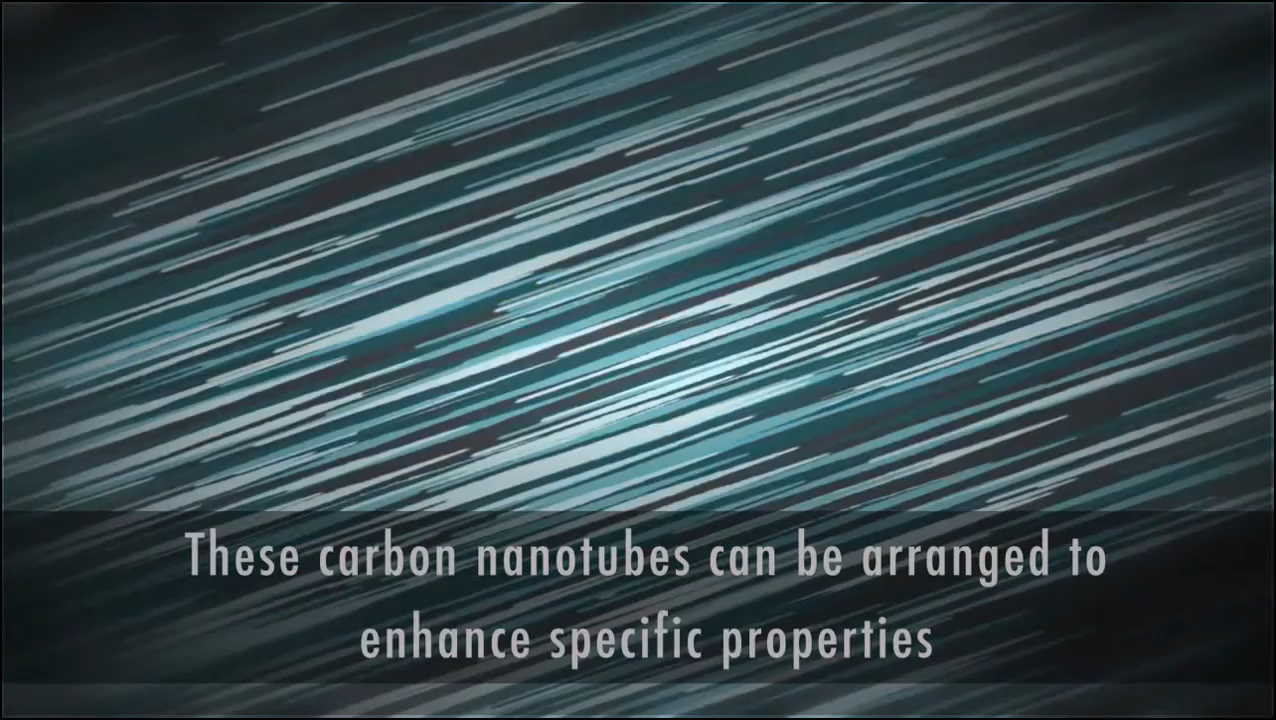 These carbon nanotubes can be arranged to
enhance specific properties